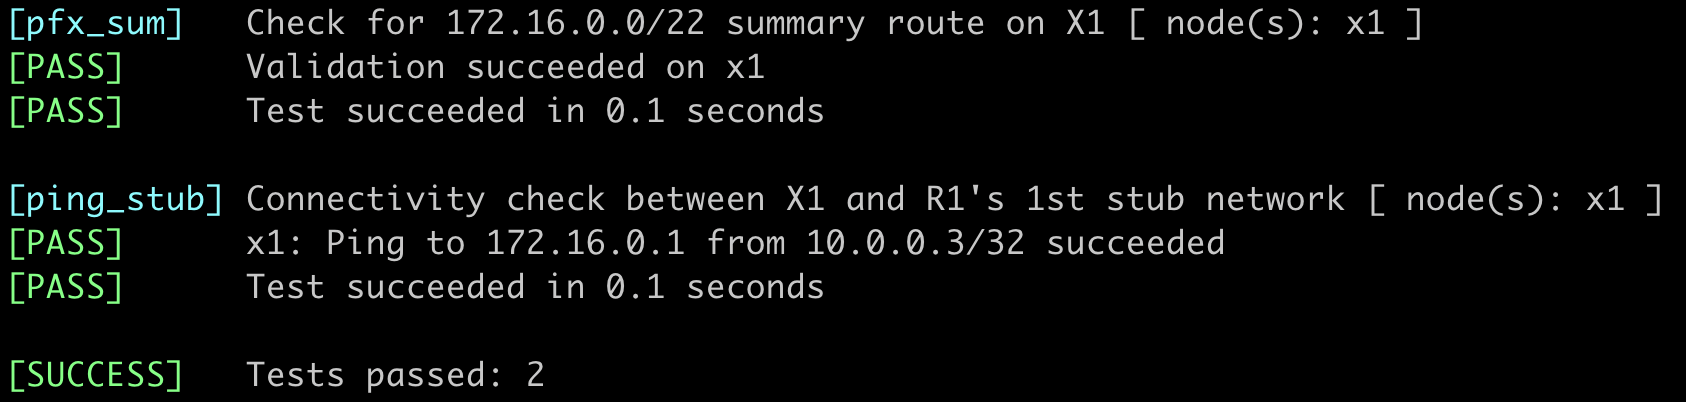 [pfx_sum] Check for 172.16.0.0/22 summary route on X1 [ node(s): x1 ]
[PASS] Validation succeeded on x1
[PASS] Test succeeded in 0.1 seconds
[ping_stub] Connectivity check between X1 and R1's 1st stub network [ node(s): x1 ]
[PASS] x1: Ping to 172.16.0.1 from 10.0.0.3/32 succeeded
[PASS] Test succeeded in 0.1 seconds
[SUCCESS] Tests passed: 2